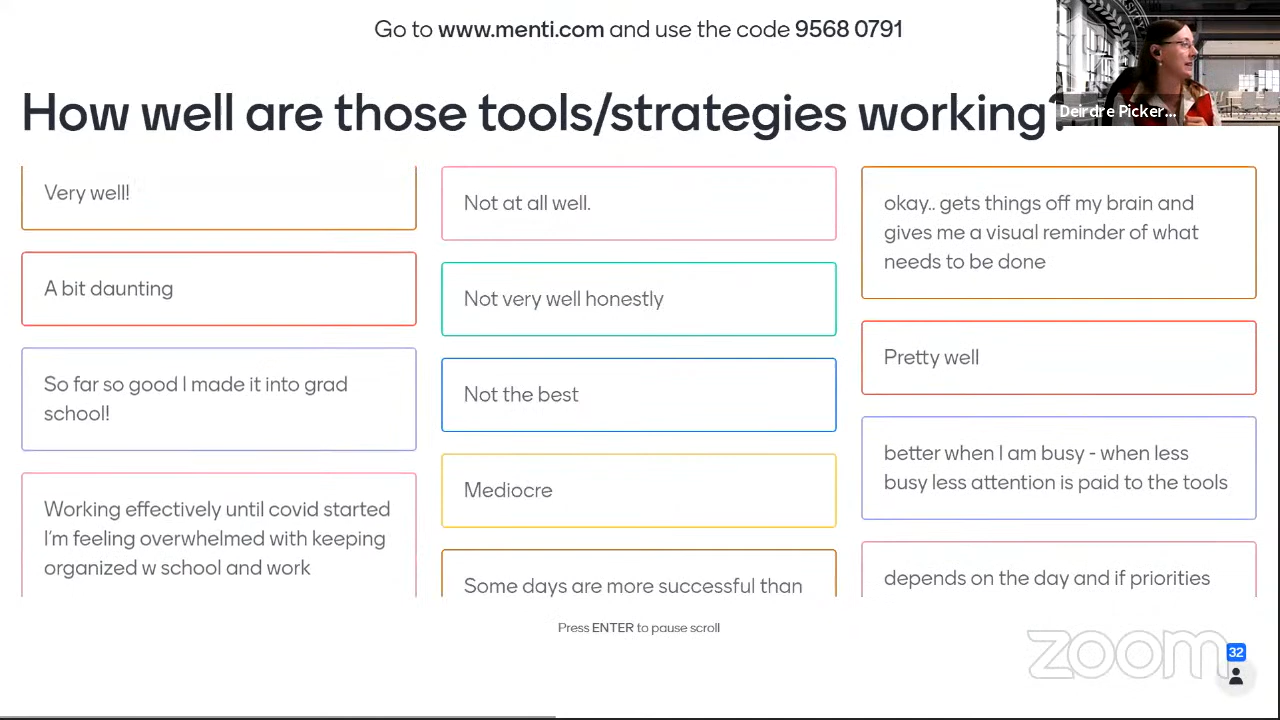 Go to www.menti.com and use the code 9568 0791
How well are those tools/strategies working?
Deirdre Picker...
Very well!
A bit daunting
So far so good I made it into grad
school!
Working effectively until covid started
I'm feeling overwhelmed with keeping
organized w school and work
Not at all well.
Not very well honestly
Not the best
Mediocre
Some days are more successful than
okay.. gets things off my brain and
gives me a visual reminder of what
needs to be done
Pretty well
better when I am busy - when less
busy less attention is paid to the tools
depends on the day and if priorities
Press ENTER to pause scroll
zoom
32